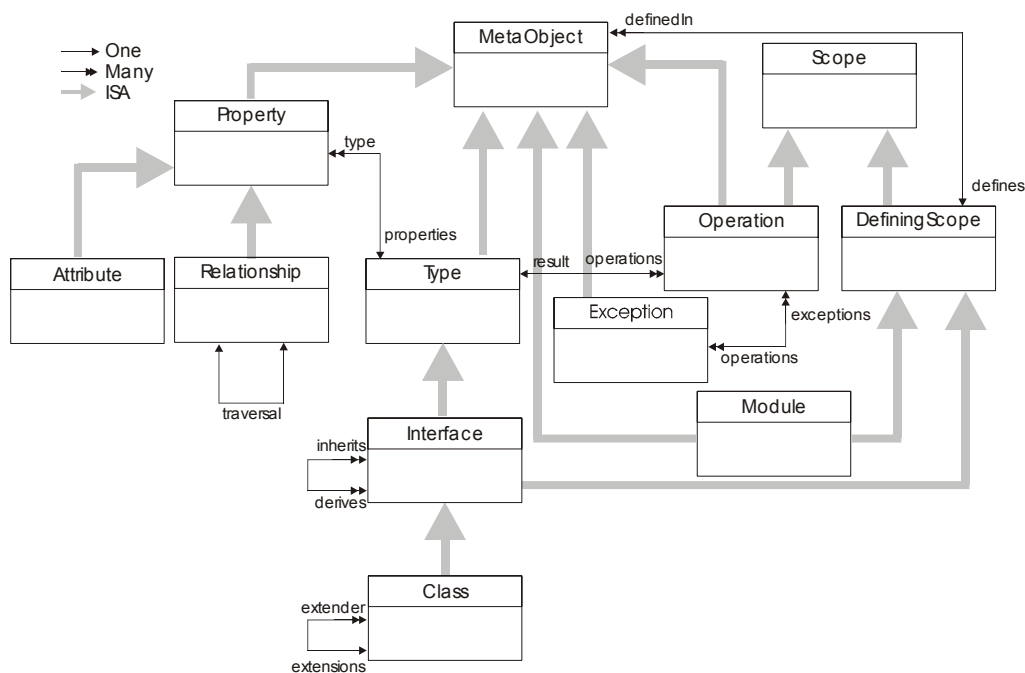 definedIn
One
Many
ISA
MetaObject
Scope
Property
type
defines
properties
Operation
DefiningScope
Attribute
Relationship
Type
result
operations
Exception
exceptions
operations
traversal
Module
Interface
inherits
derives
Class
extender
extensions